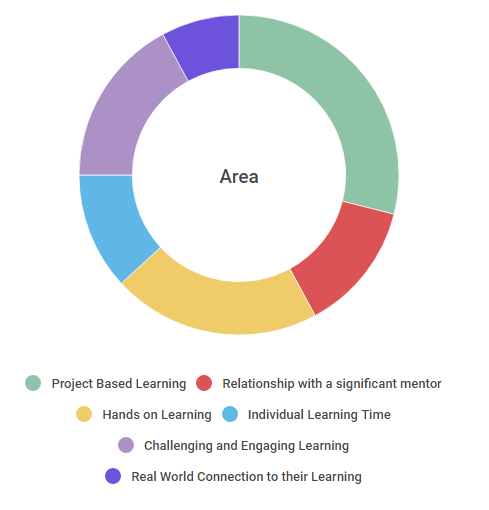 Area
Project Based Learning Relationship with a significant mentor
Hands on Learning Individual Learning Time
Challenging and Engaging Learning
Real World Connection to their Learning